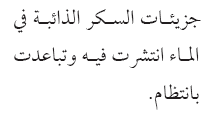 جزيئات السكر الذائبة في
الماء انتشرت فيه وتباعدت
بانتظام.